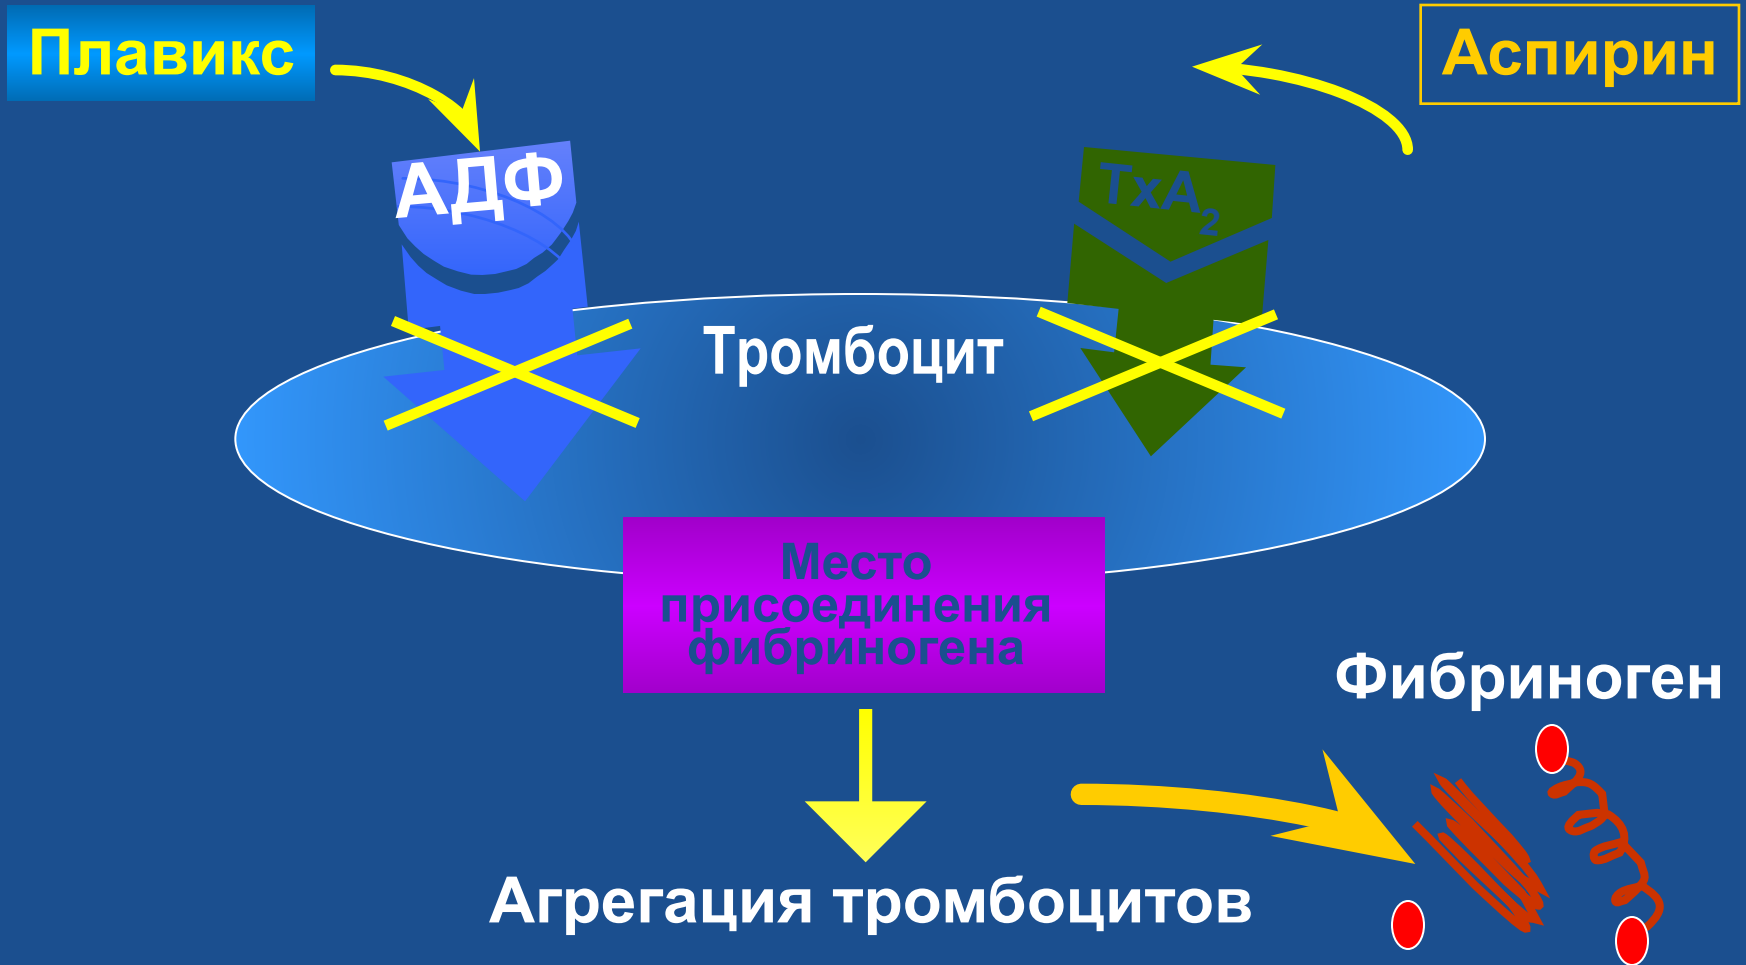 Плавикс
Аспирин
АДФ
TxA2
Тромбоцит
Место
присоединения
фибриногена
Фибриноген
Агрегация тромбоцитов